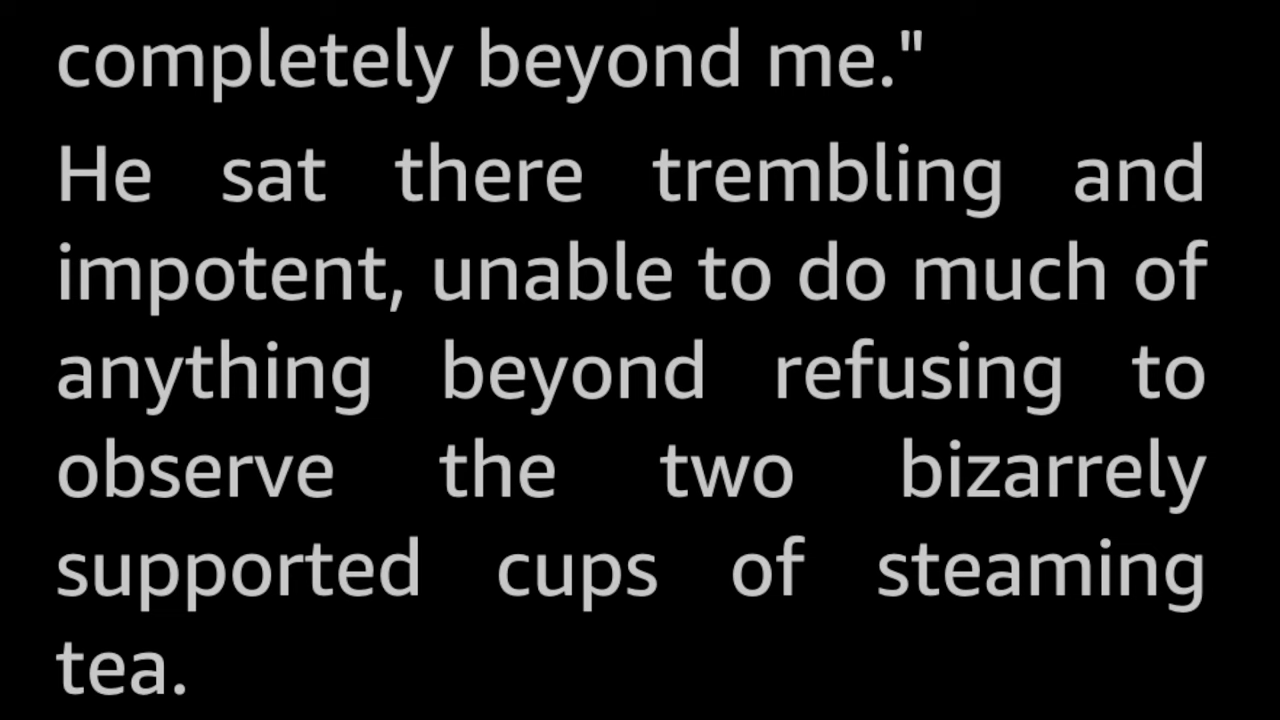 completely beyond me."
He sat there trembling and
impotent, unable to do much of
anything beyond refusing to
observe the two bizarrely
supported cups of steaming
tea.